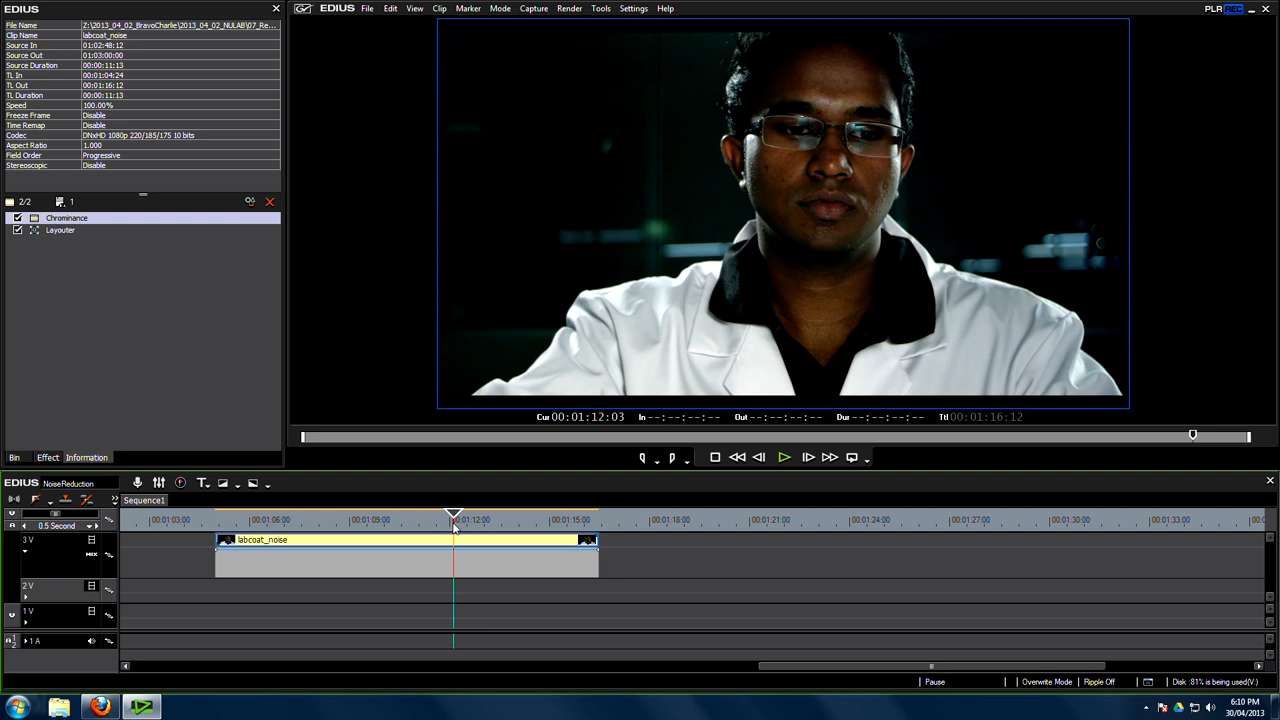 EDIUS
File Name Z:\2013_04_02_BravoCharlie\2013_04_02_NULAB\07_Re...
Clip Name labcoat_noise
Source In 01:02:48:12
Source Out 01:03:00:00
Source Duration 00:00:11:13
TL In 00:01:04:24
TL Out 00:01:16:12
TL Duration 00:00:11:13
Speed 100.00%
Freeze Frame Disable
Time Remap Disable
Codec DNxHD 1080p 220/185/175 10 bits
Aspect Ratio 1.000
Field Order Progressive
Stereoscopic Disable
2/2 1
Chrominance
Layouter
Bin Effect Information
EDIUS File Edit View Clip Marker Mode Capture Render Tools Settings Help
PLR REC
Cur 00:01:12:03 In --:--:--:-- Out --:--:--:-- Dur --:--:--:-- Ttl 00:01:16:12
EDIUS NoiseReduction
T
Sequence1
0.5 Second
00:01:03:00 00:01:06:00 00:01:09:00 00:01:12:00 00:01:15:00 00:01:18:00 00:01:21:00 00:01:24:00 00:01:27:00 00:01:30:00 00:01:33:00
3 V
MIX
labcoat_noise
2 V
1 V
1 2
1 A
Pause Overwrite Mode Ripple Off Disk :81% is being used(V:)
6:10 PM
30/04/2013